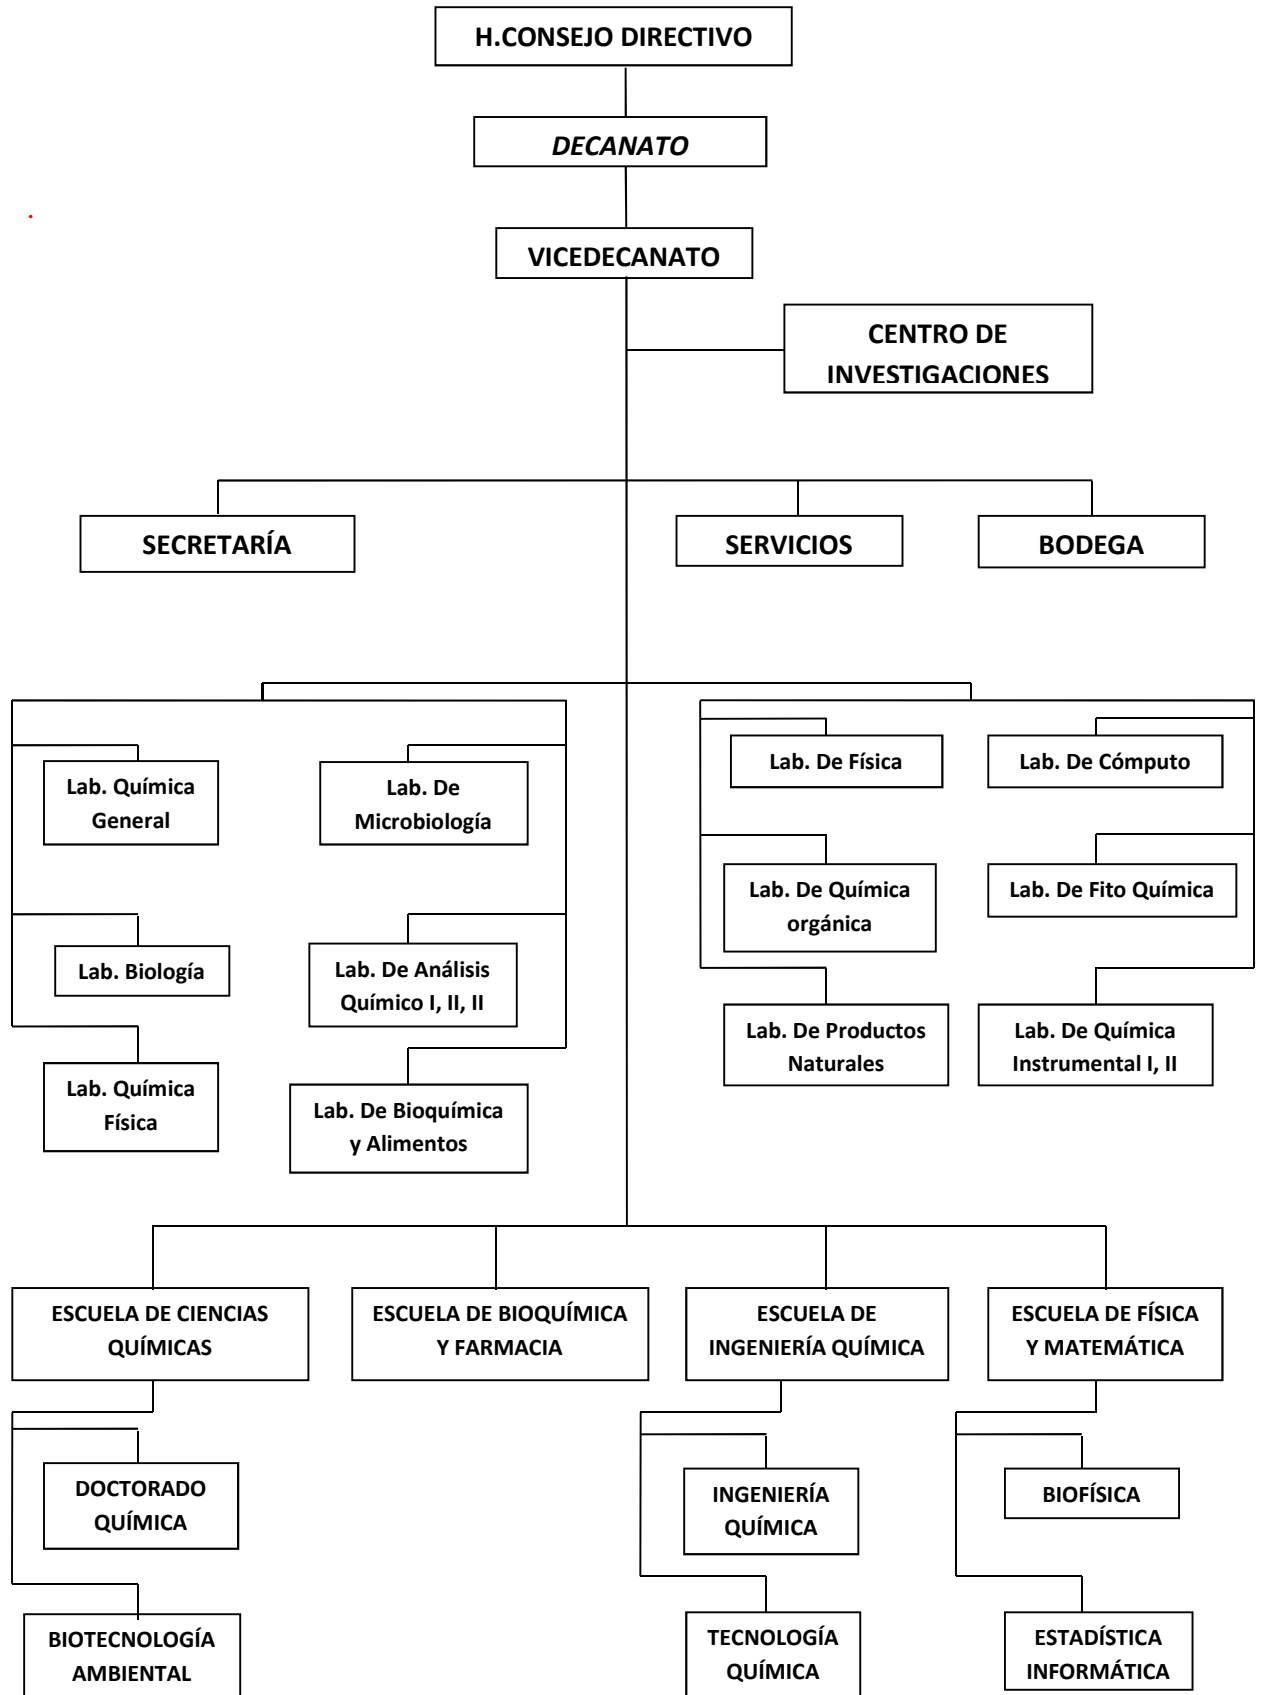 H.CONSEJO DIRECTIVO
DECANATO
VICEDECANATO
CENTRO DE
INVESTIGACIONES
SECRETARÍA
SERVICIOS
BODEGA
Lab. Química
General
Lab. De
Microbiología
Lab. De Física
Lab. De Cómputo
Lab. Biología
Lab. De Análisis
Químico I, II, II
Lab. De Química
orgánica
Lab. De Fito Química
Lab. Química
Física
Lab. De Bioquímica
y Alimentos
Lab. De Productos
Naturales
Lab. De Química
Instrumental I, II
ESCUELA DE CIENCIAS
QUÍMICAS
ESCUELA DE BIOQUÍMICA
Y FARMACIA
ESCUELA DE
INGENIERÍA QUÍMICA
ESCUELA DE FÍSICA
Y MATEMÁTICA
DOCTORADO
QUÍMICA
INGENIERÍA
QUÍMICA
BIOFÍSICA
BIOTECNOLOGÍA
AMBIENTAL
TECNOLOGÍA
QUÍMICA
ESTADÍSTICA
INFORMÁTICA